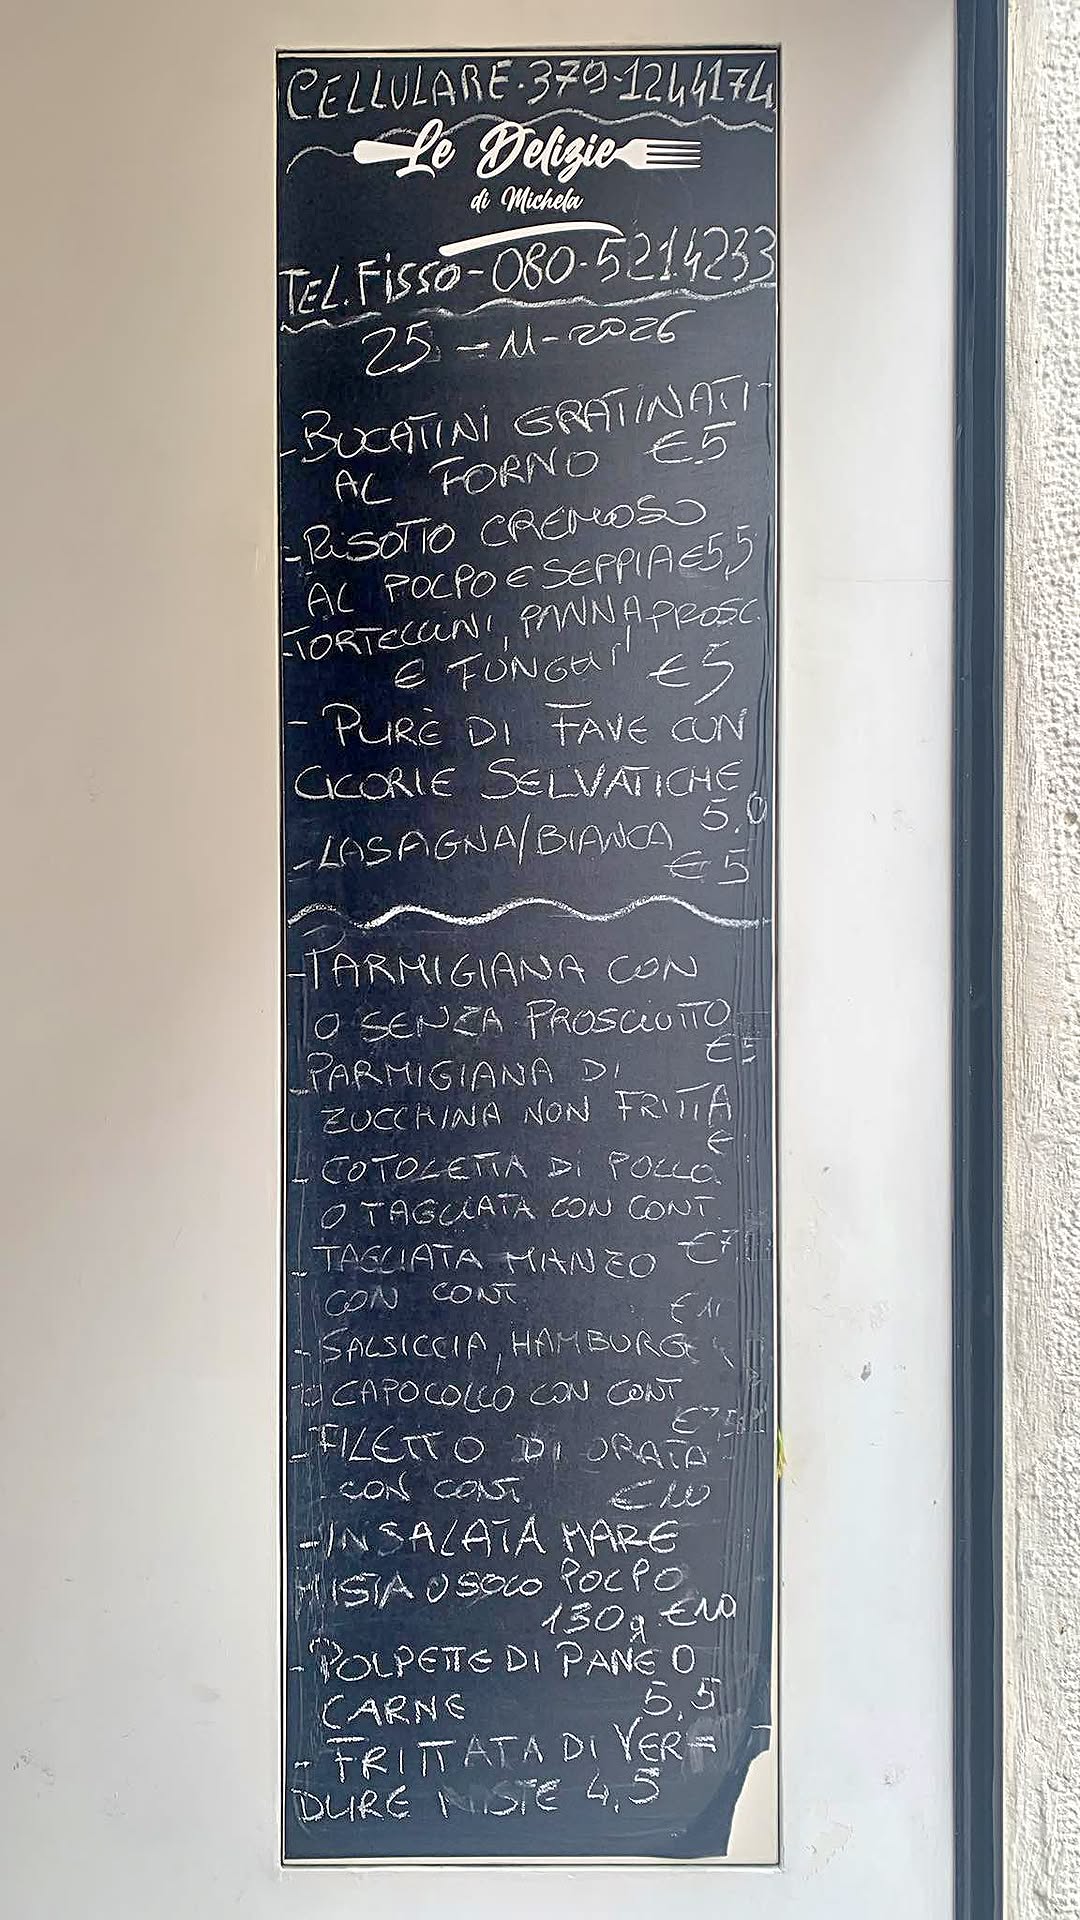 CELLULARE. 379-1244174
Le Delizie
di Michela
TEL. FISSO-080-5214233
25 - 11 - 2026
- BUCATINI GRATINATI -
AL FORNO €5
- RISOTTO CREMOSO
AL POLPO E SEPPIA €5,5
- TORTELLINI, PANNA, PROSC.
E FUNGHI €5
- PURÈ DI FAVE CON
CICORIE SELVATICHE
5,0
- LASAGNA/BIANCA
€5
- PARMIGIANA CON
O SENZA PROSCIUTTO
€5
- PARMIGIANA DI
ZUCCHINA NON FRITTA
€
- COTOLETTA DI POLLO
O TAGLIATA CON CONT.
€7
- TAGLIATA MANZO
CON CONT.
- SALSICCIA, HAMBURG
O CAPOCOLLO CON CONT
- FILETTO DI ORATA
CON CONT. €10
- INSALATA MARE
MISTA O SOLO POLPO
130g €10
- POLPETTE DI PANE O
CARNE 5,5
- FRITTATA DI VER=
DURE MISTE 4,5